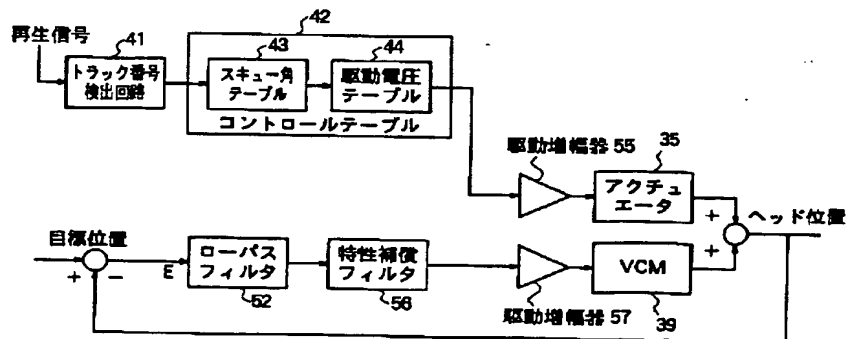 42
再生信号
41
43
44
トラック番号
検出回路
スキュー角
テーブル
駆動電圧
テーブル
コントロールテーブル
駆動増幅器 55
35
アクチュ
エータ
+
ヘッド位置
目標位置
+
−
ε
ローパス
フィルタ
52
特性補償
フィルタ
56
駆動増幅器 57
VCM
39
+